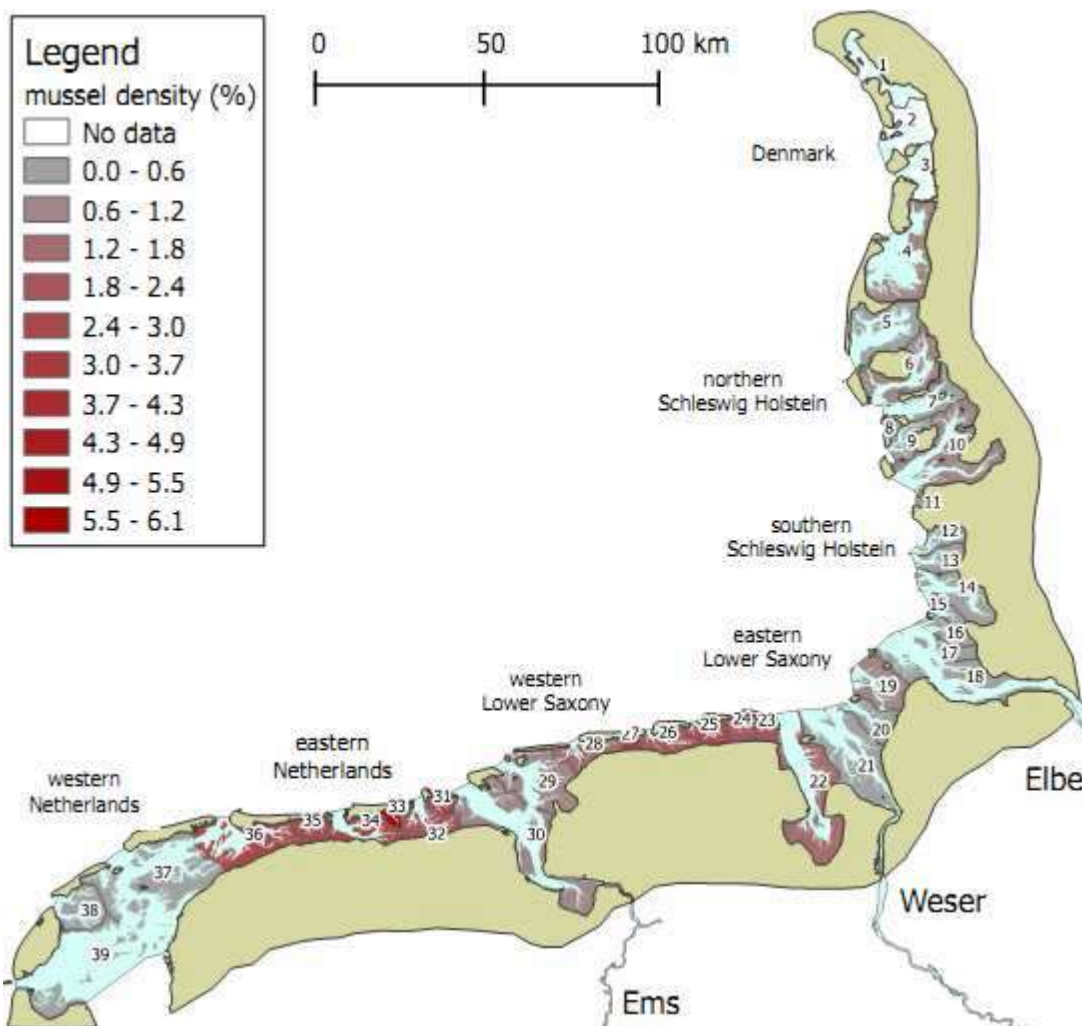 Legend
mussel density (%)
No data
0.0 - 0.6
0.6 - 1.2
1.2 - 1.8
1.8 - 2.4
2.4 - 3.0
3.0 - 3.7
3.7 - 4.3
4.3 - 4.9
4.9 - 5.5
5.5 - 6.1
0 50 100 km
1
2
Denmark
3
4
5
6
northern
Schleswig Holstein
7
8
9
10
11
southern
Schleswig Holstein
12
13
14
15
16
eastern
Lower Saxony
17
18
19
western
Lower Saxony
20
21
22
23
24
25
26
27
28
eastern
Netherlands
29
30
31
32
33
34
35
36
western
Netherlands
37
38
39
Elbe
Weser
Ems